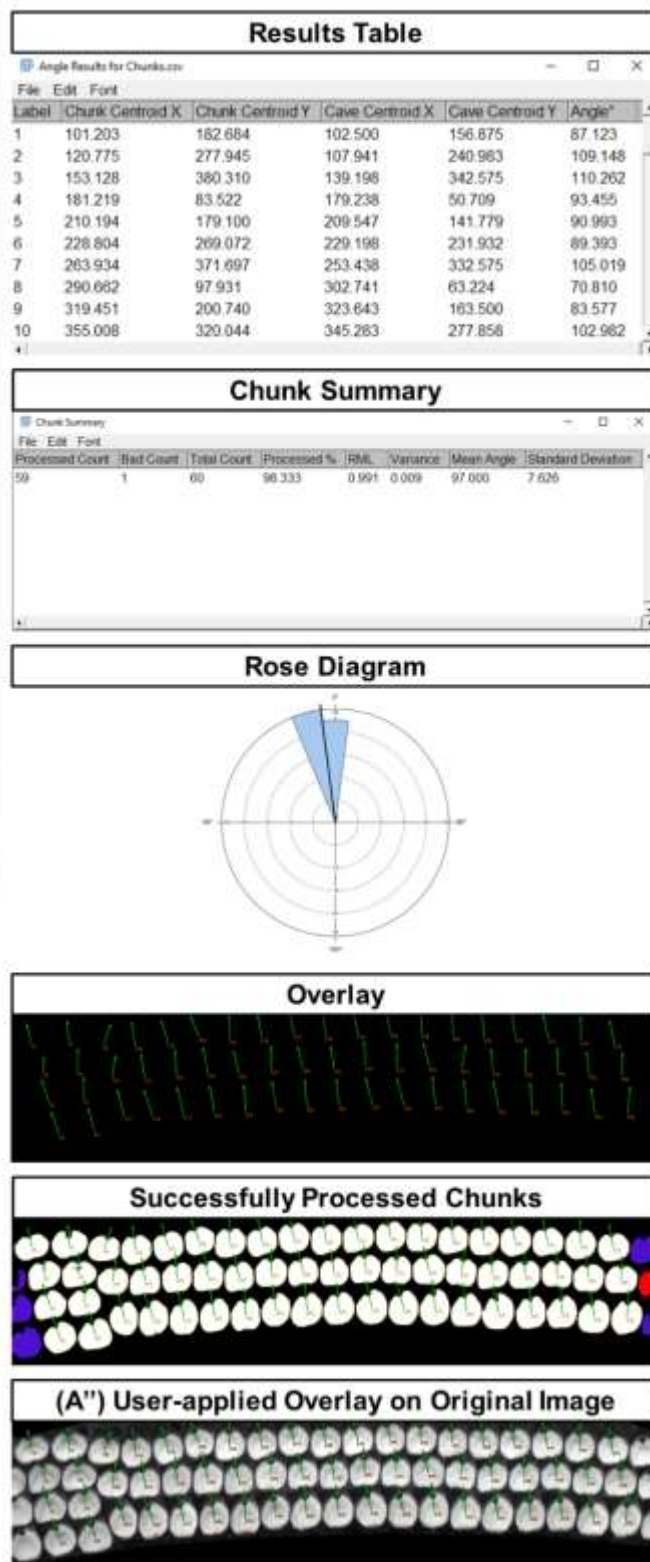 Results Table
Angle Results for Chunks.csv
File Edit Font
Label Chunk Centroid X Chunk Centroid Y Cave Centroid X Cave Centroid Y Angle°
1 101.203 182.684 102.500 156.875 87.123
2 120.775 277.945 107.941 240.983 109.148
3 153.128 380.310 139.198 342.575 110.262
4 181.219 83.522 179.238 50.709 93.455
5 210.194 179.100 209.547 141.779 90.993
6 228.804 269.072 229.198 231.932 89.393
7 263.934 371.697 253.438 332.575 105.019
8 290.662 97.931 302.741 63.224 70.810
9 319.451 200.740 323.643 163.500 83.577
10 355.008 320.044 345.283 277.858 102.982
Chunk Summary
Chunk Summary
File Edit Font
Processed Count Bad Count Total Count Processed % RML Variance Mean Angle Standard Deviation
59 1 60 98.333 0.991 0.009 97.000 7.626
Rose Diagram
Overlay
Successfully Processed Chunks
(A'') User-applied Overlay on Original Image